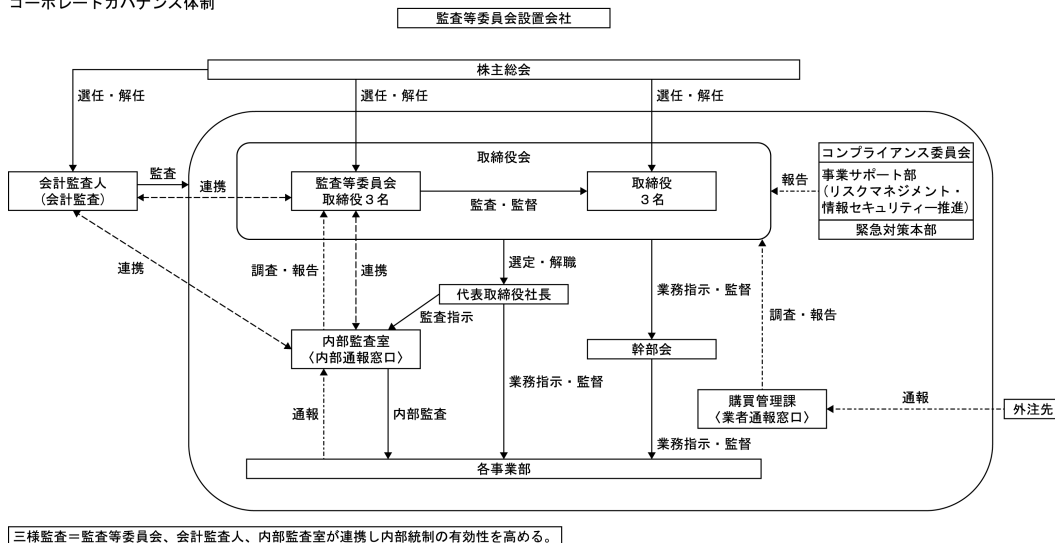 コーポレートガバナンス体制
監査等委員会設置会社
株主総会
選任・解任
選任・解任
選任・解任
取締役会
コンプライアンス委員会
事業サポート部
(リスクマネジメント・
情報セキュリティー推進)
緊急対策本部
会計監査人
(会計監査)
監査
連携
監査等委員会
取締役3名
監査・監督
取締役
3名
報告
連携
調査・報告
連携
選定・解職
代表取締役社長
監査指示
業務指示・監督
調査・報告
内部監査室
〈内部通報窓口〉
幹部会
業務指示・監督
購買管理課
〈業者通報窓口〉
通報
外注先
通報
内部監査
業務指示・監督
各事業部
三様監査=監査等委員会、会計監査人、内部監査室が連携し内部統制の有効性を高める。